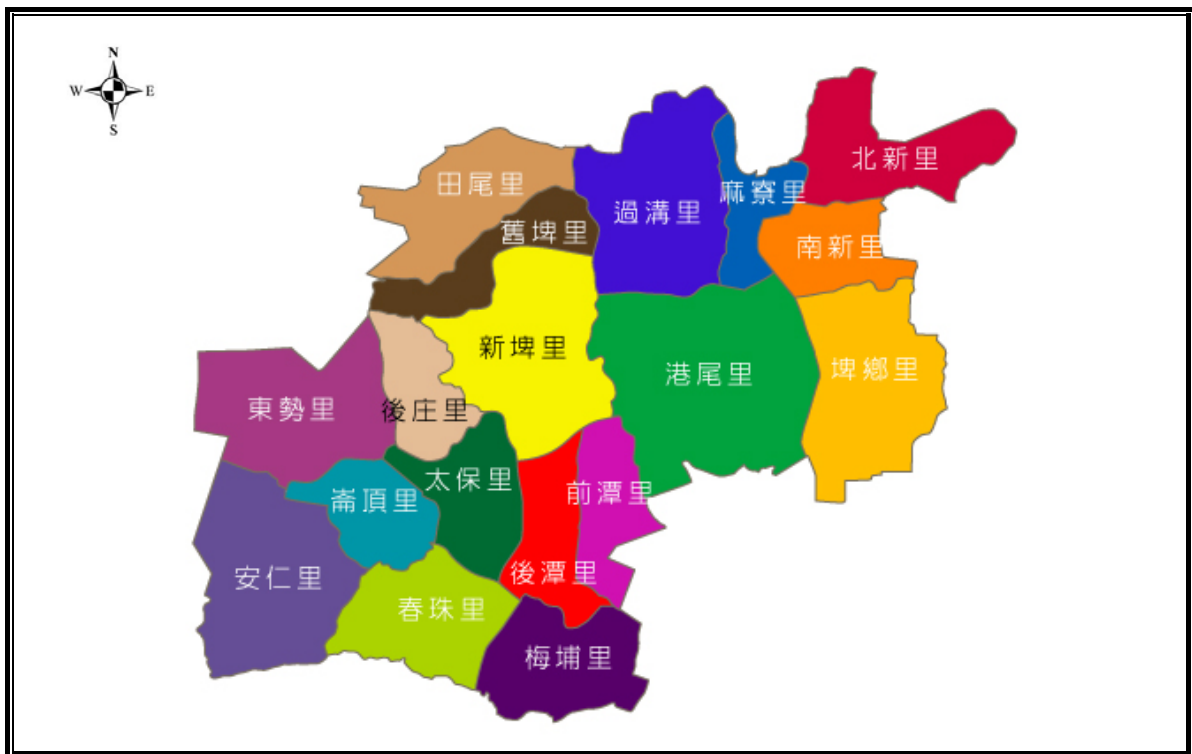 N
W E
S
北新里
田尾里
麻寮里
過溝里
舊埤里
南新里
新埤里
港尾里
埤鄉里
東勢里
後庄里
太保里
前潭里
崙頂里
後潭里
安仁里
春珠里
梅埔里